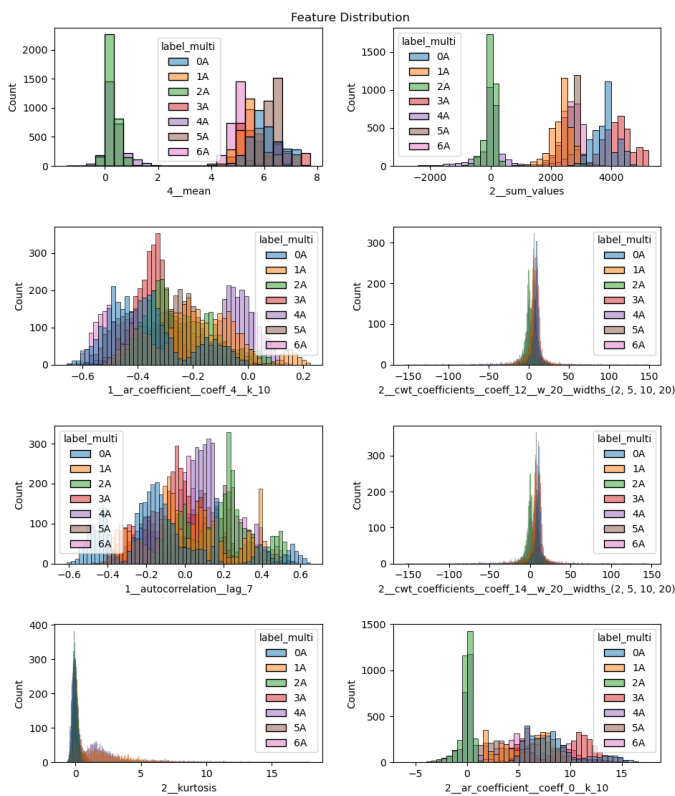 Feature Distribution
2000
1500
1000
500
0
Count
0
2
4
6
8
4__mean
label_multi
0A
1A
2A
3A
4A
5A
6A
1500
1000
500
0
Count
−2000
0
2000
4000
2__sum_values
label_multi
0A
1A
2A
3A
4A
5A
6A
300
200
100
0
Count
−0.6
−0.4
−0.2
0.0
0.2
1__ar_coefficient__coeff_4__k_10
label_multi
0A
1A
2A
3A
4A
5A
6A
300
200
100
0
Count
−150
−100
−50
0
50
100
150
2__cwt_coefficients__coeff_12__w_20__widths_(2, 5, 10, 20)
label_multi
0A
1A
2A
3A
4A
5A
6A
300
200
100
0
Count
−0.6
−0.4
−0.2
0.0
0.2
0.4
0.6
1__autocorrelation__lag_7
label_multi
0A
1A
2A
3A
4A
5A
6A
300
200
100
0
Count
−150
−100
−50
0
50
100
150
2__cwt_coefficients__coeff_14__w_20__widths_(2, 5, 10, 20)
label_multi
0A
1A
2A
3A
4A
5A
6A
400
300
200
100
0
Count
0
5
10
15
2__kurtosis
label_multi
0A
1A
2A
3A
4A
5A
6A
1500
1000
500
0
Count
−5
0
5
10
15
2__ar_coefficient__coeff_0__k_10
label_multi
0A
1A
2A
3A
4A
5A
6A